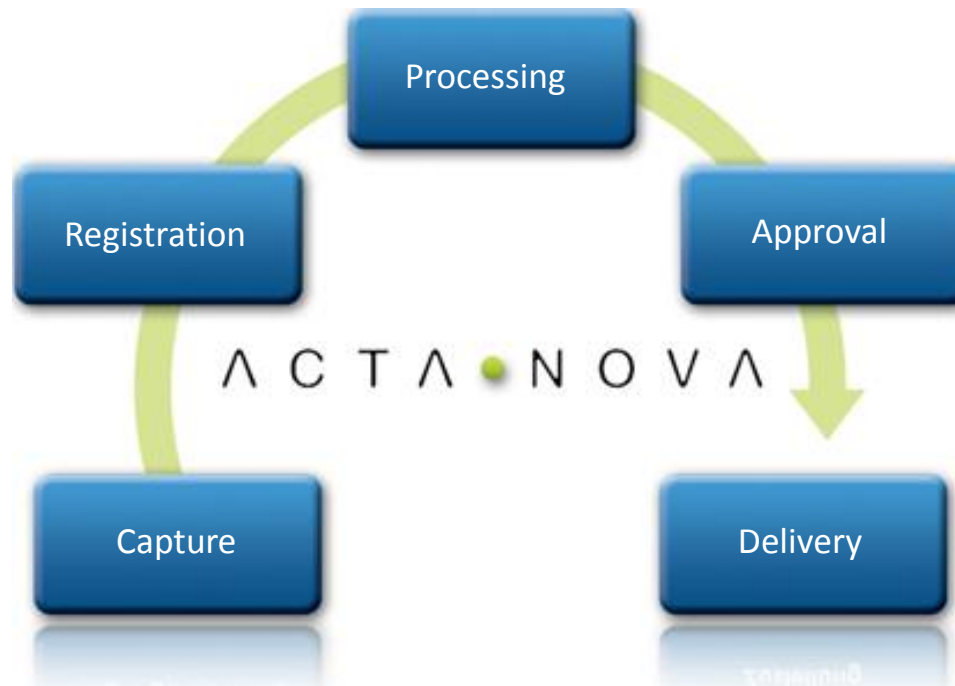 Processing
Registration
Approval
ACTA•NOVA
Capture
Delivery